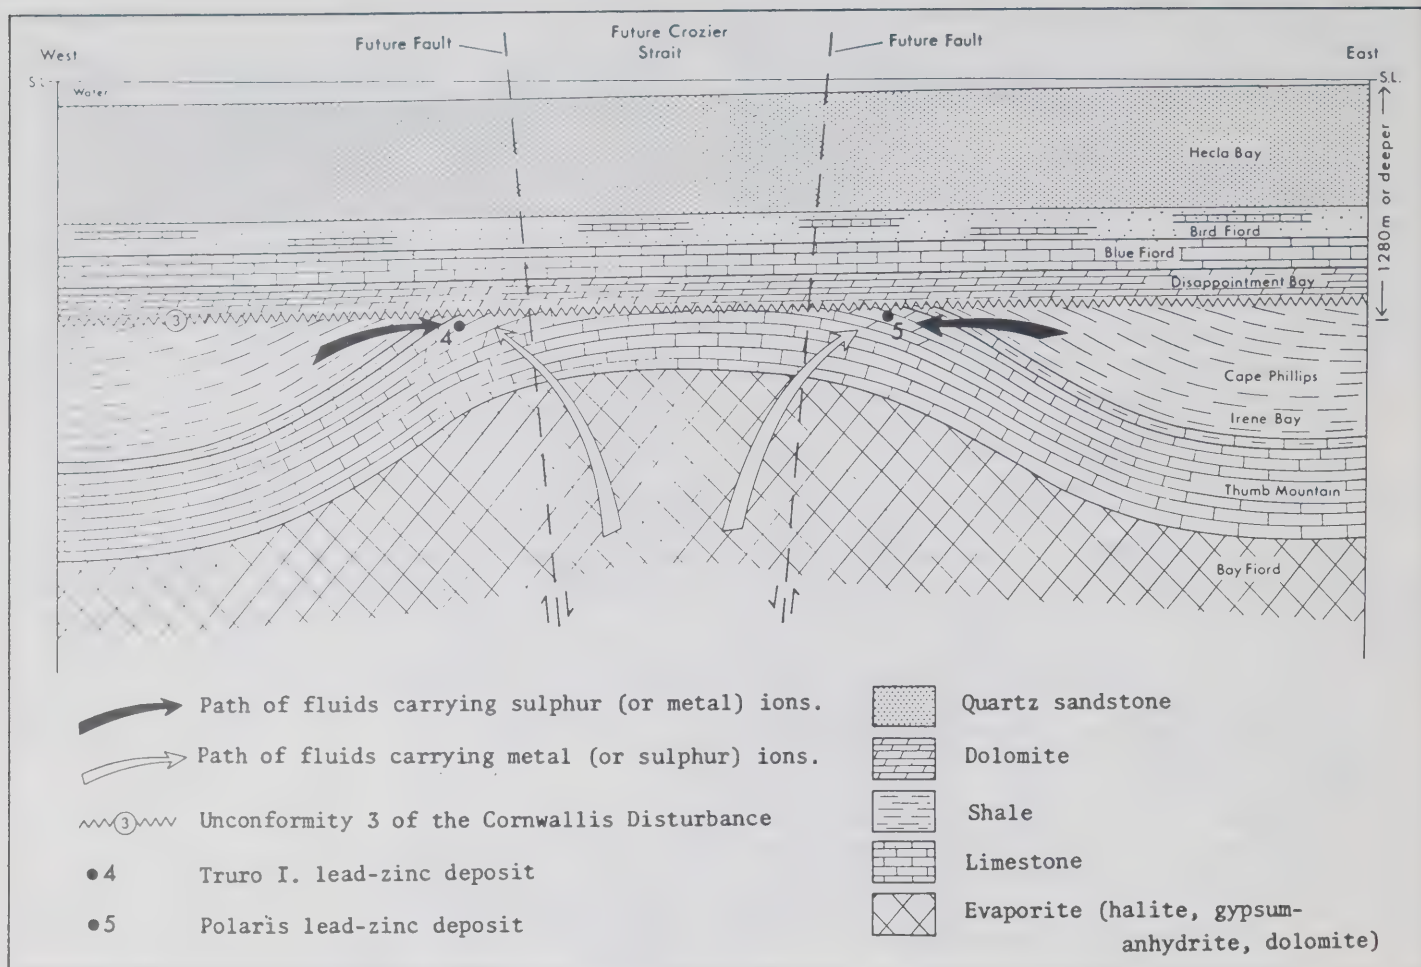 West
Future Fault
Future Crozier
Strait
Future Fault
East
S.L.
Water
S.L.
1280m or deeper
Hecla Bay
Bird Fiord
Blue Fiord
Disappointment Bay
3
4
5
Cape Phillips
Irene Bay
Thumb Mountain
Bay Fiord
Path of fluids carrying sulphur (or metal) ions.
Path of fluids carrying metal (or sulphur) ions.
3 Unconformity 3 of the Cornwallis Disturbance
4 Truro I. lead-zinc deposit
5 Polaris lead-zinc deposit
Quartz sandstone
Dolomite
Shale
Limestone
Evaporite (halite, gypsum-
anhydrite, dolomite)